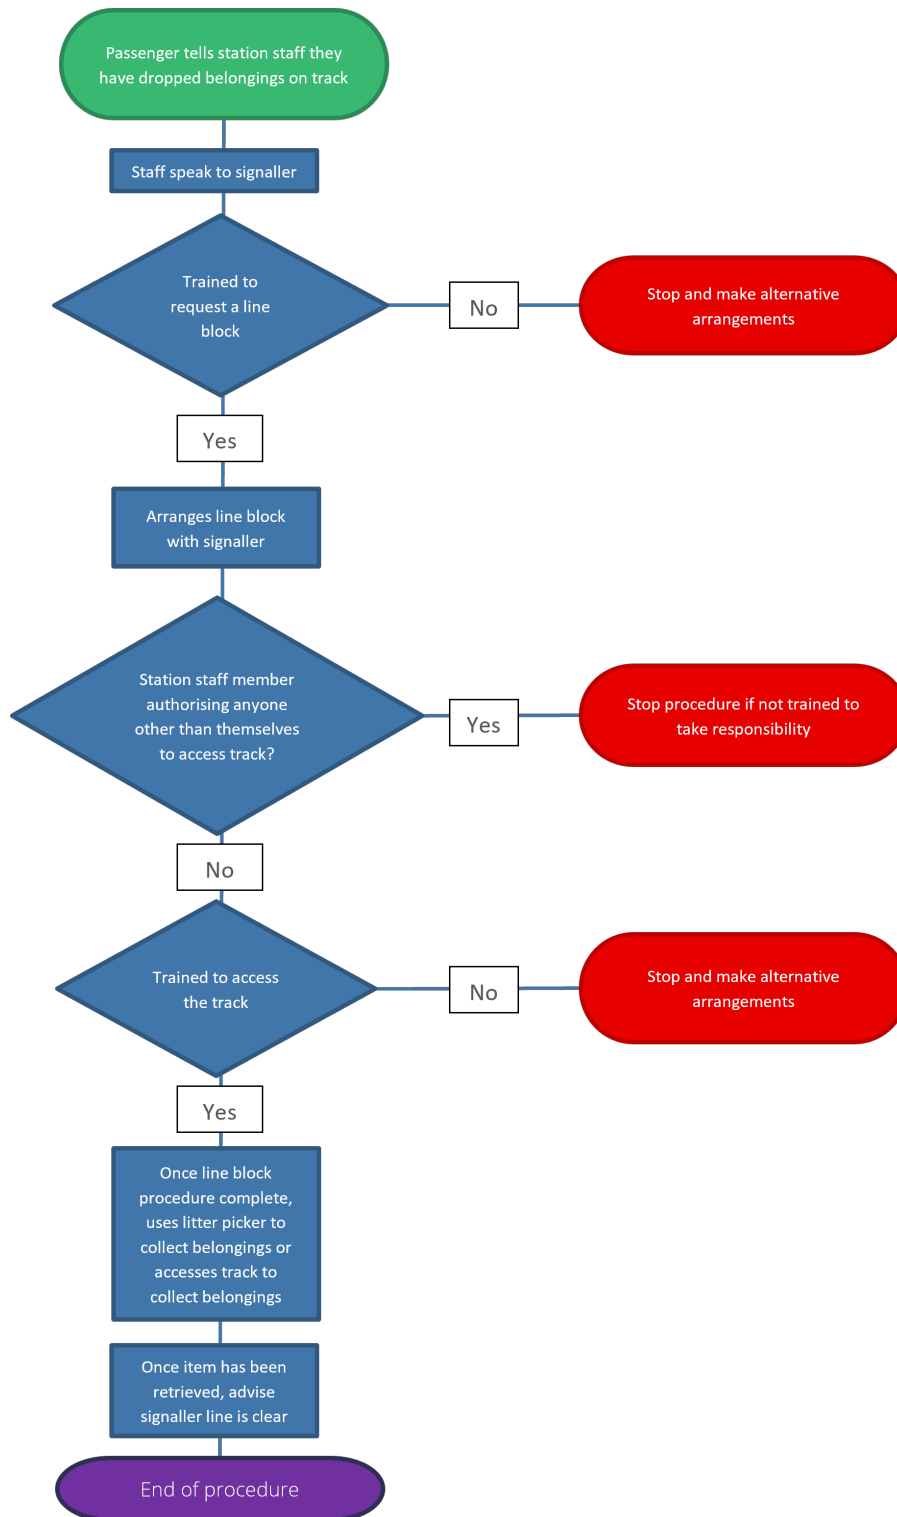 Passenger tells station staff they
have dropped belongings on track
Staff speak to signaller
Trained to
request a line
block
No
Stop and make alternative
arrangements
Yes
Arranges line block
with signaller
Station staff member
authorising anyone
other than themselves
to access track?
Yes
Stop procedure if not trained to
take responsibility
No
Trained to access
the track
No
Stop and make alternative
arrangements
Yes
Once line block
procedure complete,
uses litter picker to
collect belongings or
accesses track to
collect belongings
Once item has been
retrieved, advise
signaller line is clear
End of procedure